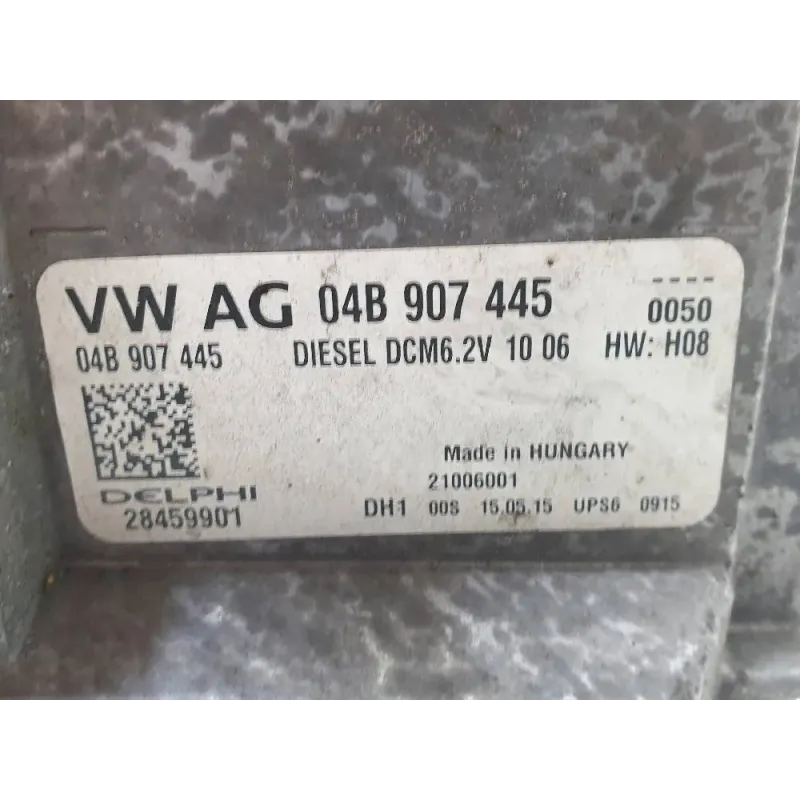 VW AG 04B 907 445 ----
0050
04B 907 445 DIESEL DCM6.2V 10 06 HW: H08
Made in HUNGARY
21006001
DELPHI
28459901
DH1 00S 15.05.15 UPS6 0915